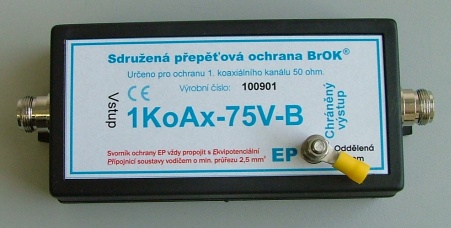 Sdružená přepěťová ochrana BrOK®
Určeno pro ochranu 1. koaxiálního kanálu 50 ohm.
Výrobní číslo: 100901
CE
Vstup
1KoAx-75V-B
Chráněný
výstup
Svorník ochrany EP vždy propojit s Ekvipotenciální
Přípojnicí soustavy vodičem o min. průřezu 2,5 mm²
EP
Oddělená